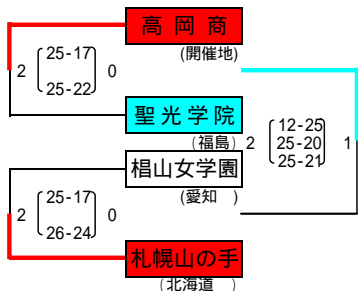 高岡商
(開催地)
2 25-17 0
25-22
聖光学院
(福島)
2 12-25 1
25-20
25-21
椙山女学園
(愛知 )
2 25-17 0
26-24
札幌山の手
(北海道 )